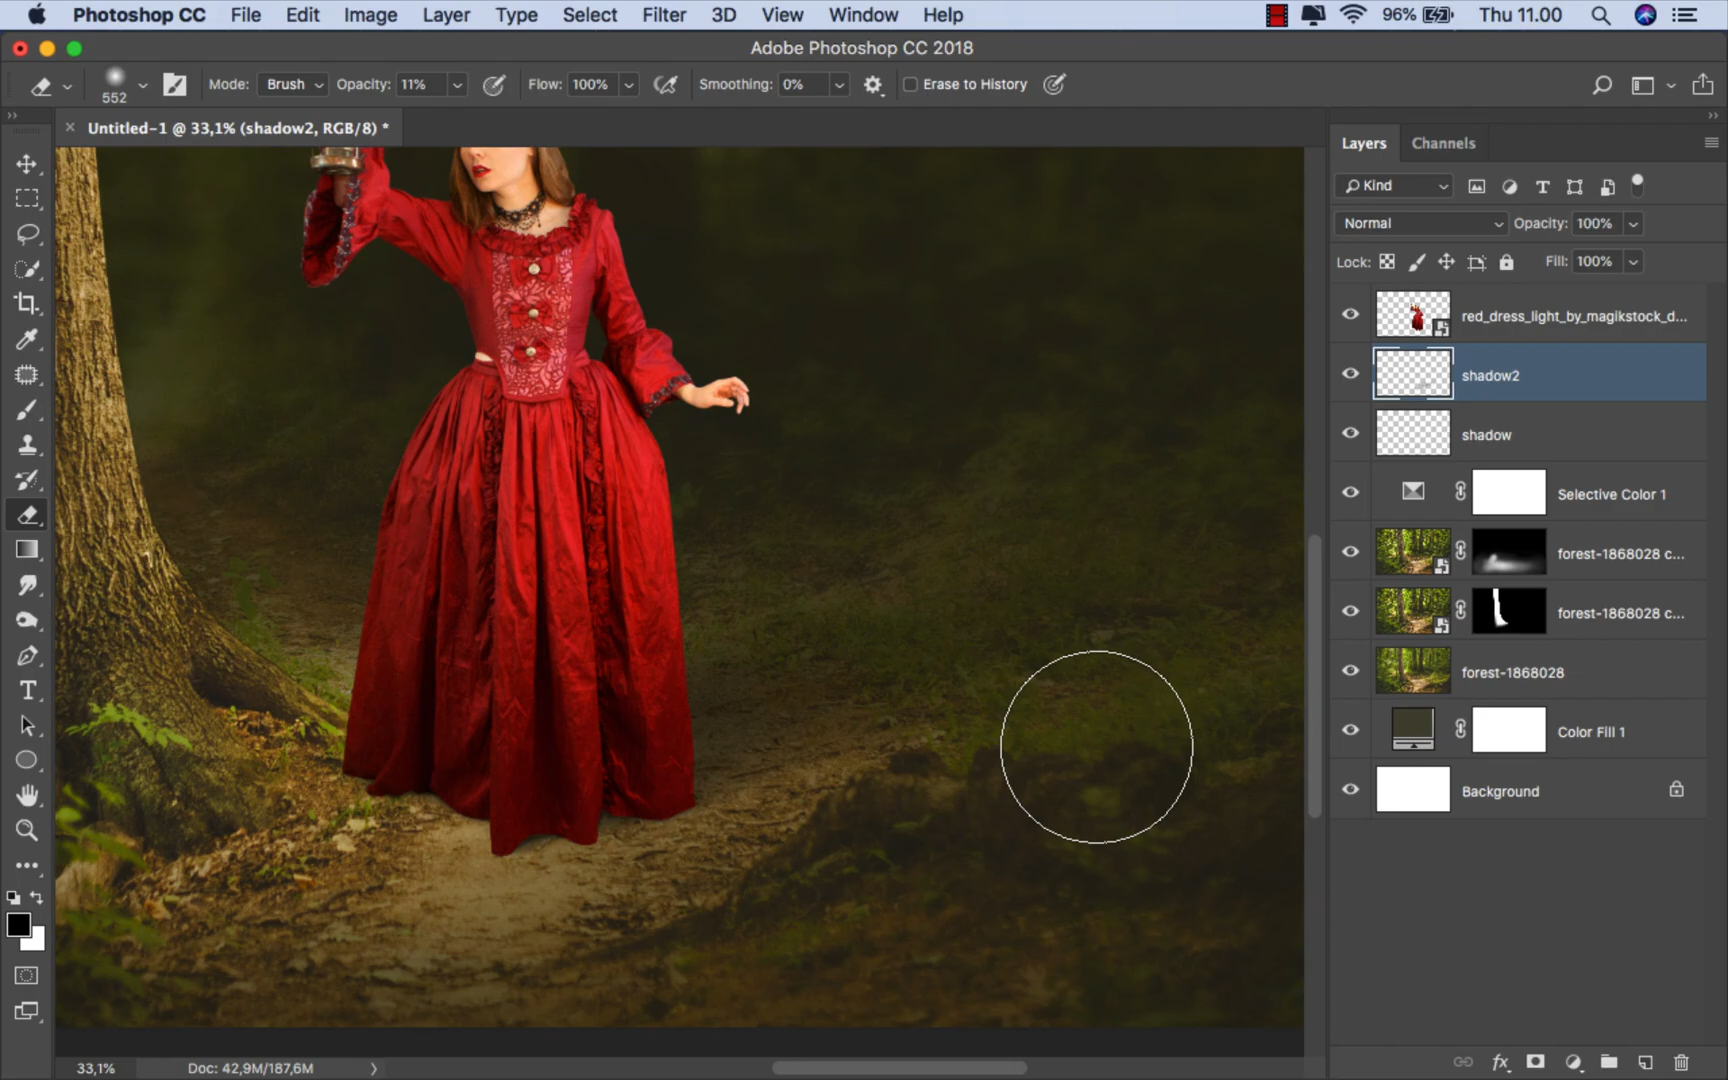 Photoshop CC File Edit Image Layer Type Select Filter 3D View Window Help 96% Thu 11.00
Adobe Photoshop CC 2018
552 Mode: Brush Opacity: 11% Flow: 100% Smoothing: 0% Erase to History
Untitled-1 @ 33,1% (shadow2, RGB/8) *
Layers Channels
Kind
Normal Opacity: 100%
Lock: Fill: 100%
red_dress_light_by_magikstock_d...
shadow2
shadow
Selective Color 1
forest-1868028 c...
forest-1868028 c...
forest-1868028
Color Fill 1
Background
33,1% Doc: 42,9M/187,6M